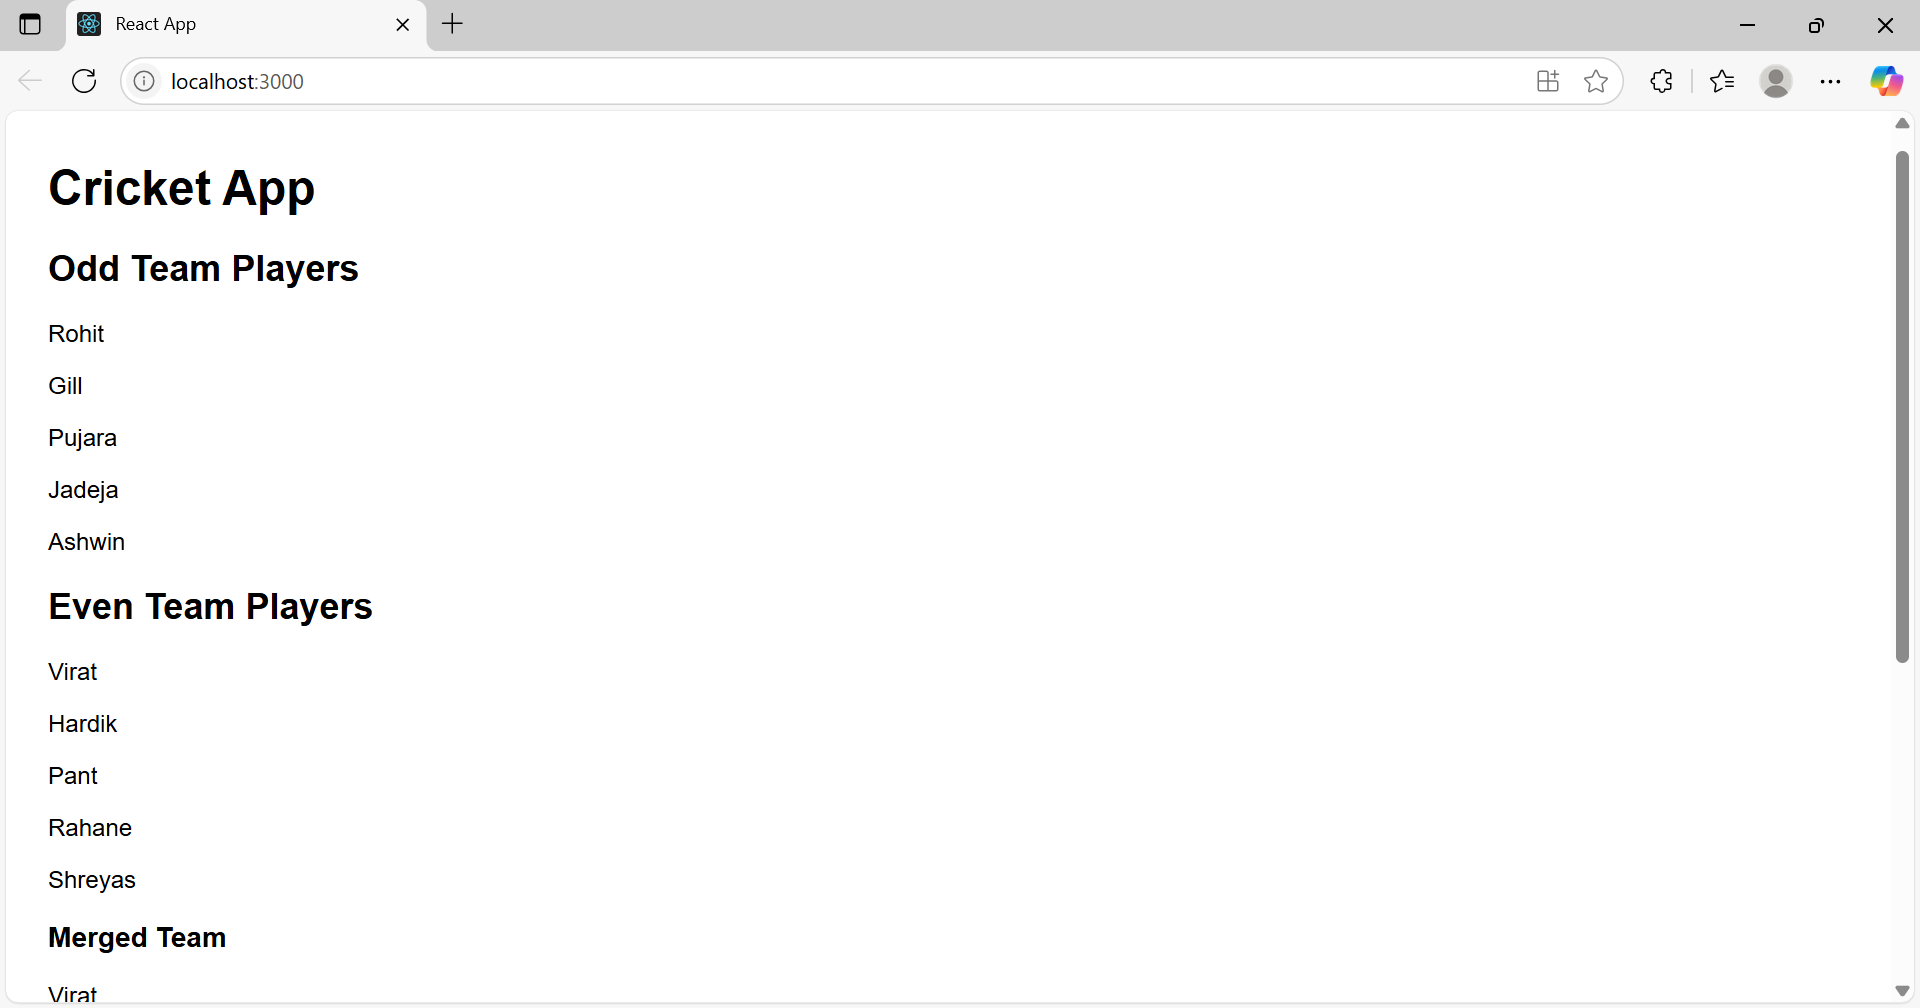 React App
localhost:3000
Cricket App
Odd Team Players
Rohit
Gill
Pujara
Jadeja
Ashwin
Even Team Players
Virat
Hardik
Pant
Rahane
Shreyas
Merged Team
Virat